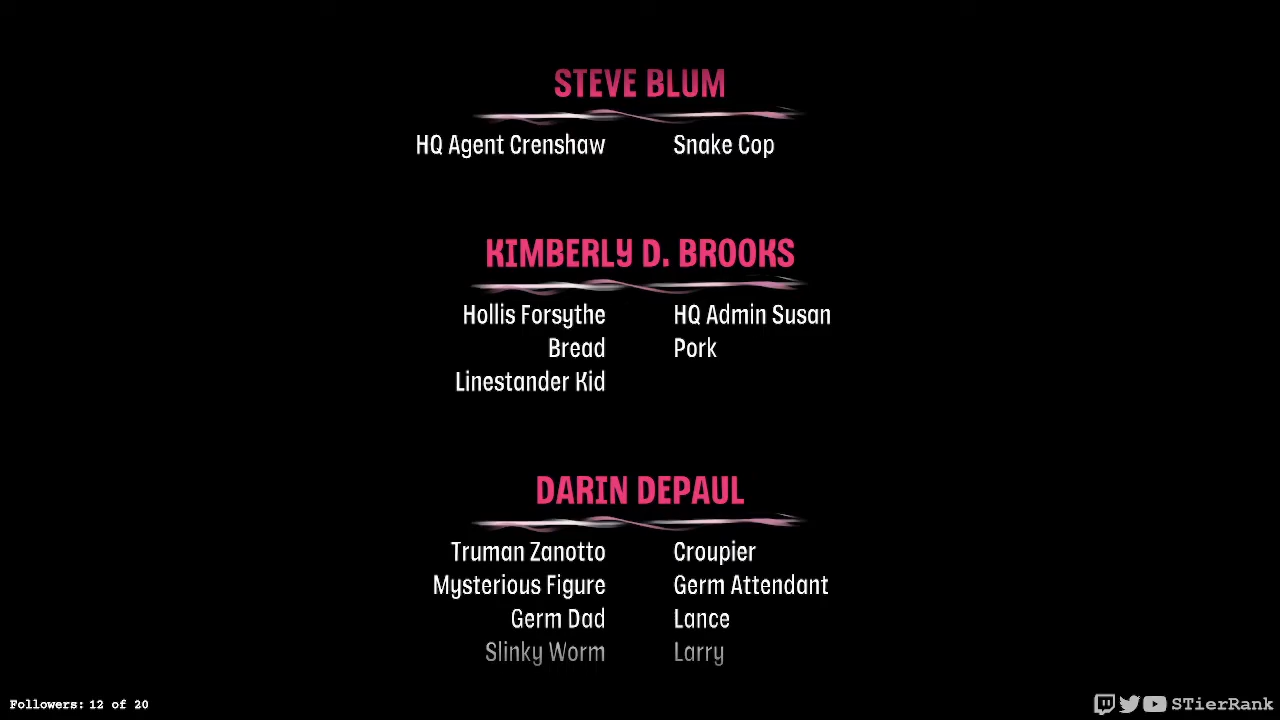 STEVE BLUM
HQ Agent Crenshaw Snake Cop
KIMBERLY D. BROOKS
Hollis Forsythe HQ Admin Susan
Bread Pork
Linestander Kid
DARIN DEPAUL
Truman Zanotto Croupier
Mysterious Figure Germ Attendant
Germ Dad Lance
Slinky Worm Larry
Followers: 12 of 20
STierRank